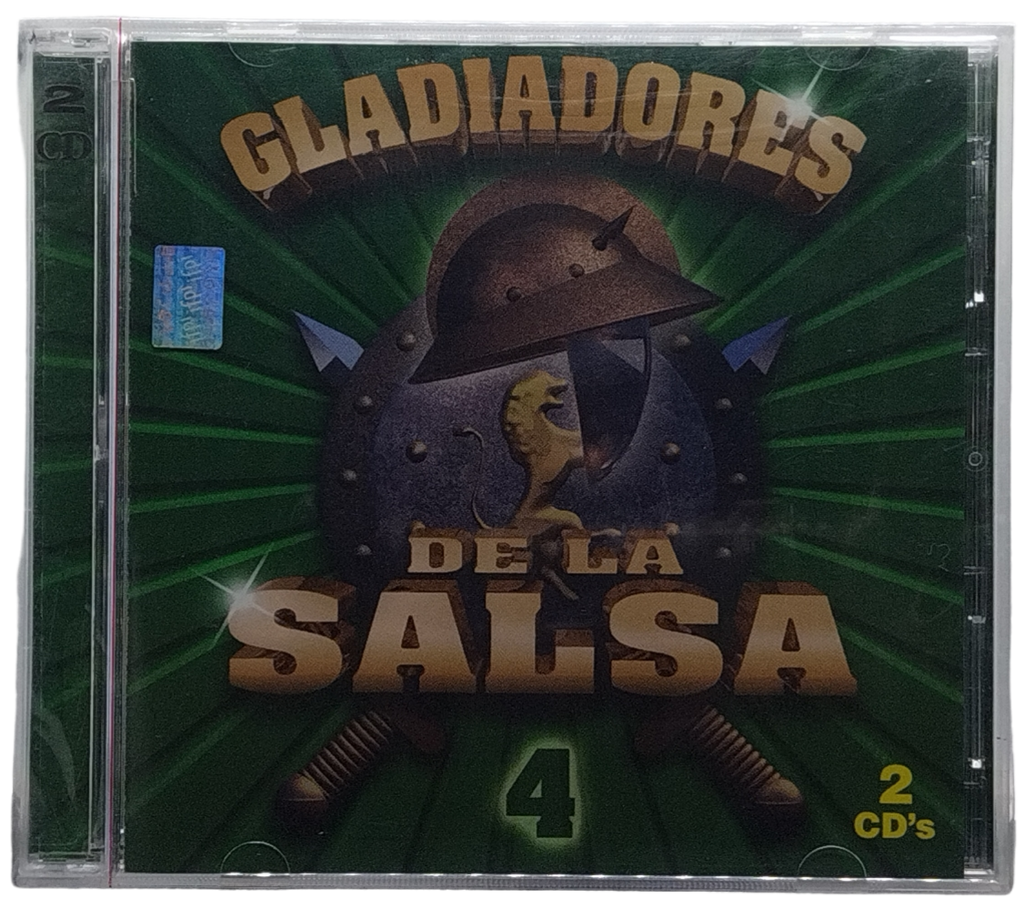 2
CD
GLADIADORES
DE LA
SALSA
4
2
CD's